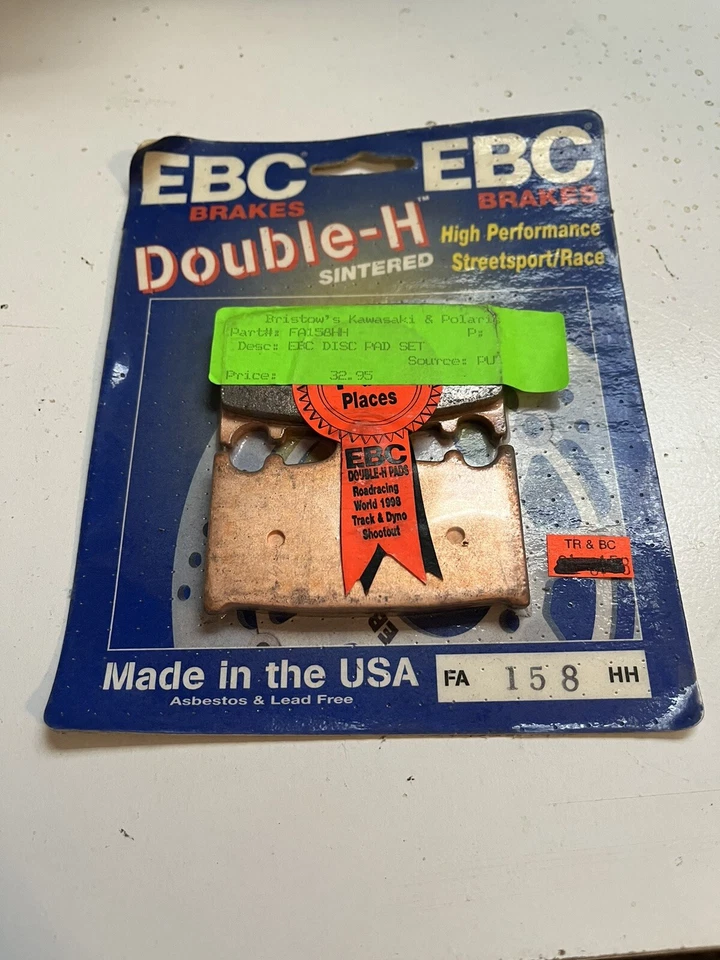 EBC
BRAKES
EBC
BRAKES
Double-H™
SINTERED
High Performance
Streetsport/Race
Bristow's Kawasaki & Polari
Part#: FA158HH P:
Desc: EBC DISC PAD SET
Source: PU
Price: 32.95
Places
EBC
DOUBLE-H PADS
Roadracing
World 1998
Track & Dyno
Shootout
TR & BC
Made in the USA
Asbestos & Lead Free
FA 158 HH